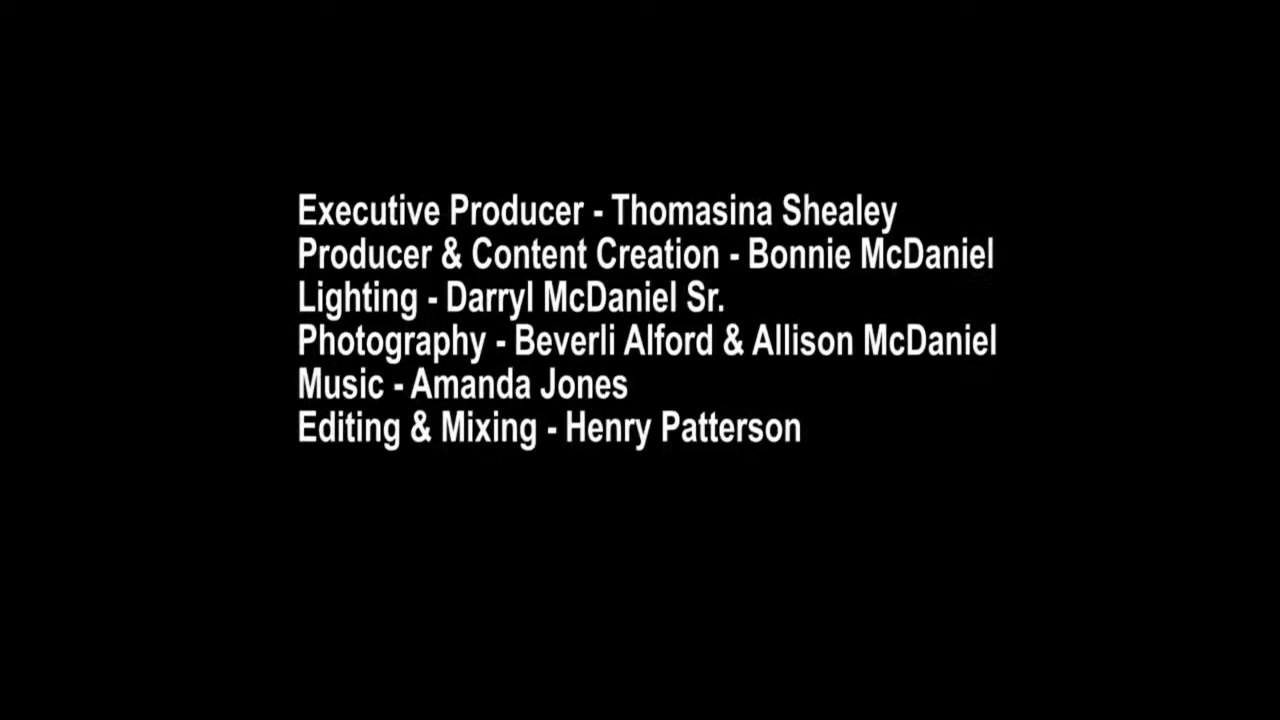 Executive Producer - Thomasina Shealey
Producer & Content Creation - Bonnie McDaniel
Lighting - Darryl McDaniel Sr.
Photography - Beverli Alford & Allison McDaniel
Music - Amanda Jones
Editing & Mixing - Henry Patterson